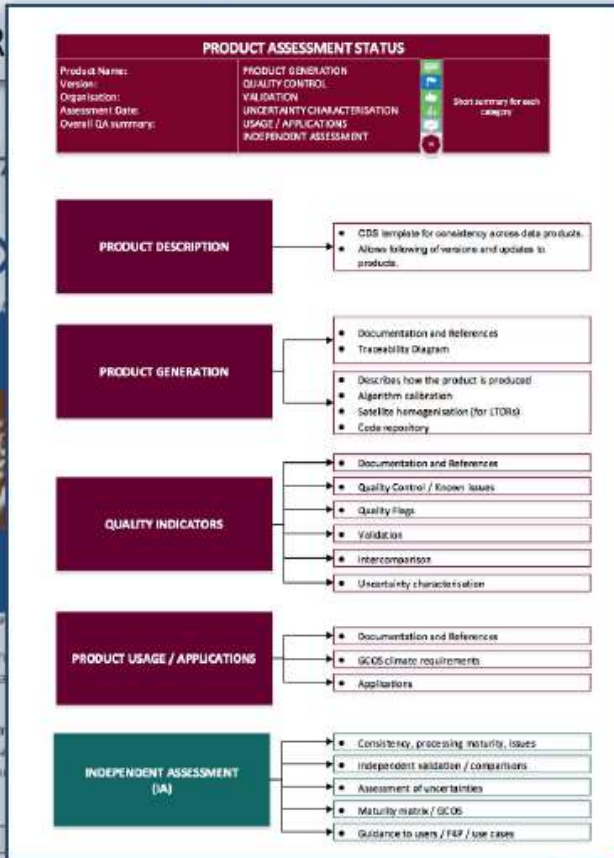 PRODUCT ASSESSMENT STATUS
Product Name:
Version:
Organisation:
Assessment Date:
Overall QA summary:
PRODUCT GENERATION
QUALITY CONTROL
VALIDATION
UNCERTAINTY CHARACTERISATION
USAGE / APPLICATIONS
INDEPENDENT ASSESSMENT
Short summary for each
category
PRODUCT DESCRIPTION
• CDS template for consistency across data products.
• Allows following of versions and updates to
products.
PRODUCT GENERATION
• Documentation and References
• Traceability Diagram
• Describes how the product is produced
• Algorithm calibration
• Satellite homogenisation (for LTDRs)
• Code repository
QUALITY INDICATORS
• Documentation and References
• Quality Control / Known issues
• Quality Flags
• Validation
• Intercomparison
• Uncertainty characterisation
PRODUCT USAGE / APPLICATIONS
• Documentation and References
• GCOS climate requirements
• Applications
INDEPENDENT ASSESSMENT
(IA)
• Consistency, processing maturity, issues
• Independent validation / comparisons
• Assessment of uncertainties
• Maturity matrix / GCOS
• Guidance to users / F4P / use cases